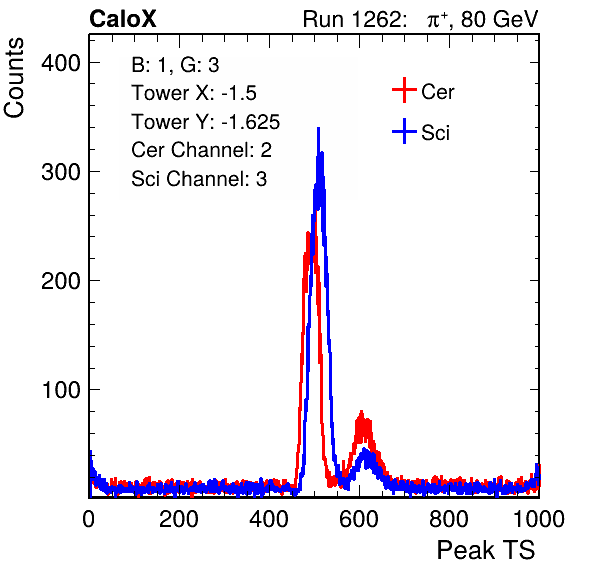 CaloX Run 1262: π⁺, 80 GeV
Counts
400
300
200
100
B: 1, G: 3
Tower X: -1.5
Tower Y: -1.625
Cer Channel: 2
Sci Channel: 3
Cer
Sci
0 200 400 600 800 1000
Peak TS